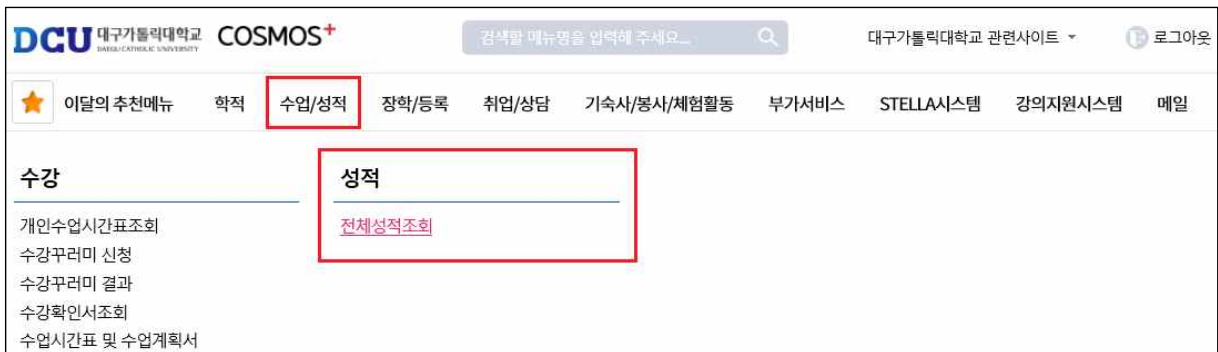 DCU 대구가톨릭대학교 COSMOS+ 검색할 메뉴명을 입력해 주세요... 대구가톨릭대학교 관련사이트 로그아웃
DAEGU CATHOLIC UNIVERSITY
이달의 추천메뉴 학적 수업/성적 장학/등록 취업/상담 기숙사/봉사/체험활동 부가서비스 STELLA시스템 강의지원시스템 메일
수강 성적
개인수업시간표조회 전체성적조회
수강꾸러미 신청
수강꾸러미 결과
수강확인서조회
수업시간표 및 수업계획서